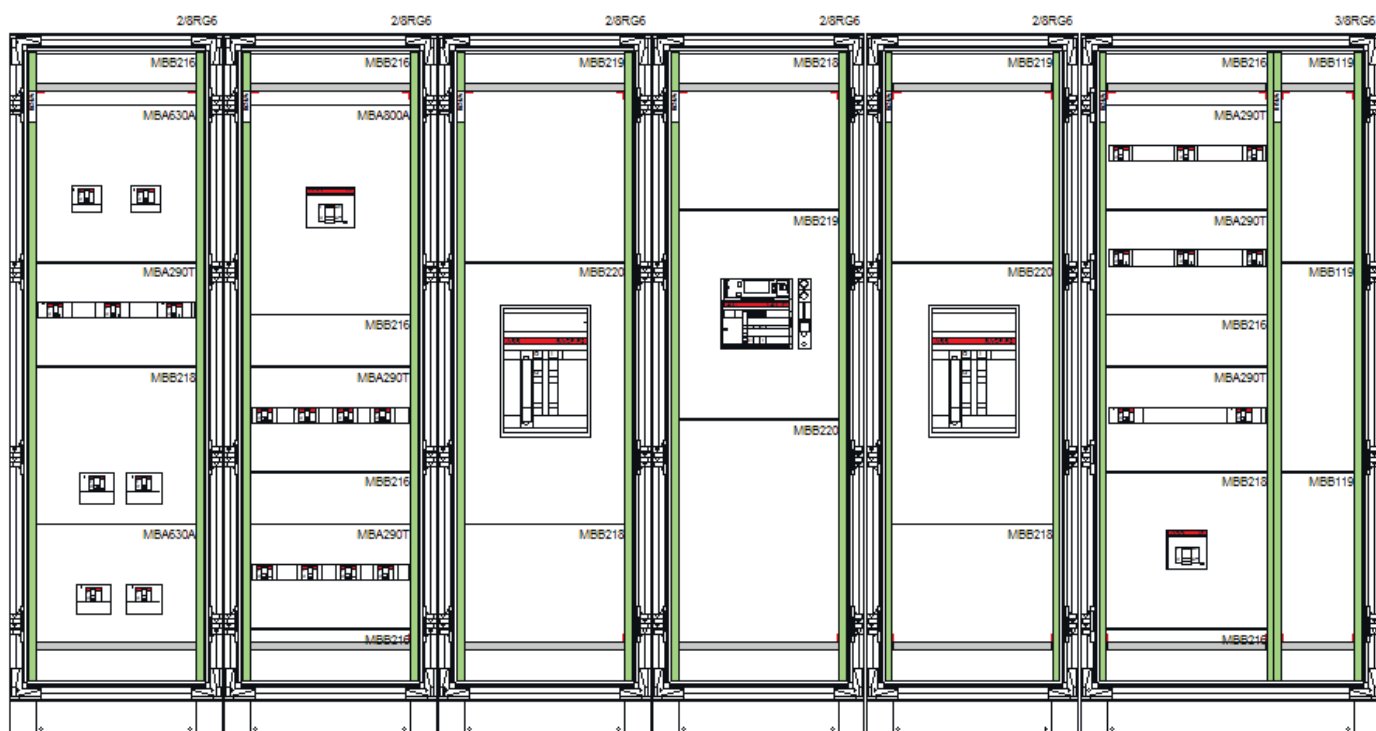 2/8RG6 2/8RG6 2/8RG6 2/8RG6 2/8RG6 3/8RG6
MBB216 MBB216 MBB219 MBB218 MBB219 MBB216 MBB119
MBA630A MBA800A MBA290T
MBB219 MBA290T
MBA290T MBB220 MBB220 MBB119
MBB216 MBB216
MBB218 MBA290T MBA290T
MBB220
MBB216 MBB218 MBB119
MBA630A MBA290T MBB218 MBB218
MBB216 MBB216